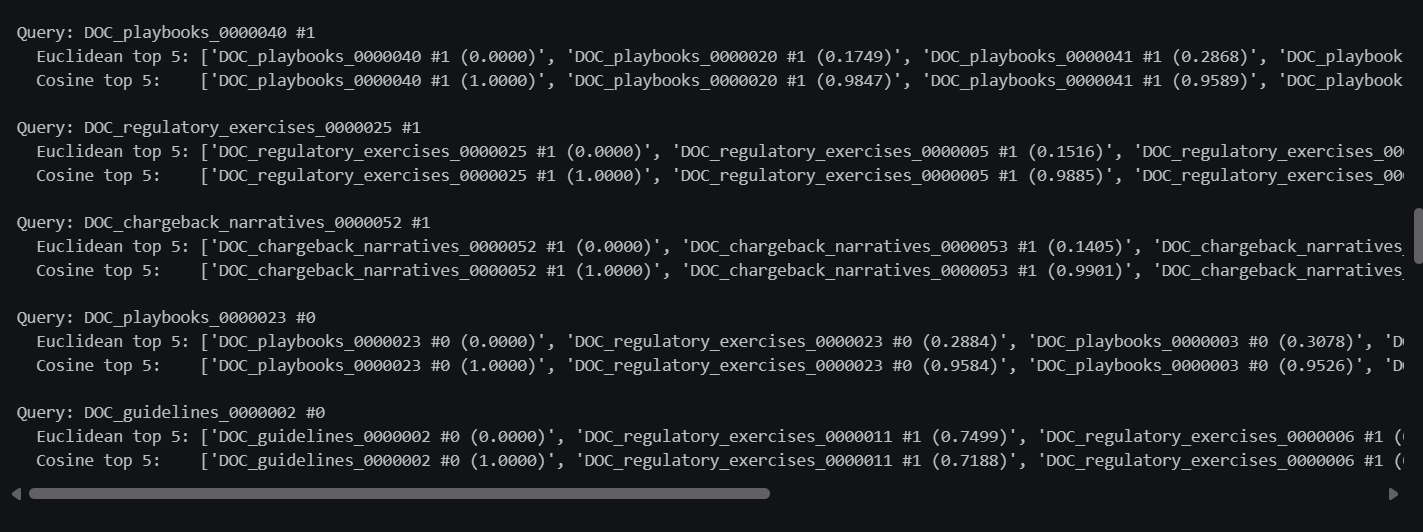 Query: DOC_playbooks_0000040 #1
Euclidean top 5: ['DOC_playbooks_0000040 #1 (0.0000)', 'DOC_playbooks_0000020 #1 (0.1749)', 'DOC_playbooks_0000041 #1 (0.2868)', 'DOC_playbook
Cosine top 5: ['DOC_playbooks_0000040 #1 (1.0000)', 'DOC_playbooks_0000020 #1 (0.9847)', 'DOC_playbooks_0000041 #1 (0.9589)', 'DOC_playbook
Query: DOC_regulatory_exercises_0000025 #1
Euclidean top 5: ['DOC_regulatory_exercises_0000025 #1 (0.0000)', 'DOC_regulatory_exercises_0000005 #1 (0.1516)', 'DOC_regulatory_exercises_00
Cosine top 5: ['DOC_regulatory_exercises_0000025 #1 (1.0000)', 'DOC_regulatory_exercises_0000005 #1 (0.9885)', 'DOC_regulatory_exercises_00
Query: DOC_chargeback_narratives_0000052 #1
Euclidean top 5: ['DOC_chargeback_narratives_0000052 #1 (0.0000)', 'DOC_chargeback_narratives_0000053 #1 (0.1405)', 'DOC_chargeback_narratives_
Cosine top 5: ['DOC_chargeback_narratives_0000052 #1 (1.0000)', 'DOC_chargeback_narratives_0000053 #1 (0.9901)', 'DOC_chargeback_narratives_
Query: DOC_playbooks_0000023 #0
Euclidean top 5: ['DOC_playbooks_0000023 #0 (0.0000)', 'DOC_regulatory_exercises_0000023 #0 (0.2884)', 'DOC_playbooks_0000003 #0 (0.3078)', 'D
Cosine top 5: ['DOC_playbooks_0000023 #0 (1.0000)', 'DOC_regulatory_exercises_0000023 #0 (0.9584)', 'DOC_playbooks_0000003 #0 (0.9526)', 'D
Query: DOC_guidelines_0000002 #0
Euclidean top 5: ['DOC_guidelines_0000002 #0 (0.0000)', 'DOC_regulatory_exercises_0000011 #1 (0.7499)', 'DOC_regulatory_exercises_0000006 #1 (
Cosine top 5: ['DOC_guidelines_0000002 #0 (1.0000)', 'DOC_regulatory_exercises_0000011 #1 (0.7188)', 'DOC_regulatory_exercises_0000006 #1 (